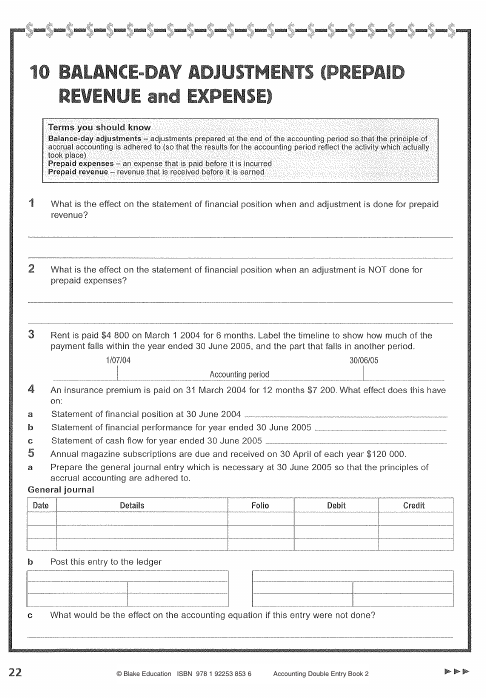 10 BALANCE-DAY ADJUSTMENTS (PREPAID
REVENUE and EXPENSE)
Terms you should know
Balance-day adjustments – adjustments prepared at the end of the accounting period so that the principle of
accrual accounting is adhered to (so that the results for the accounting period reflect the activity which actually
took place)
Prepaid expenses – an expense that is paid before it is incurred
Prepaid revenue – revenue that is received before it is earned
1 What is the effect on the statement of financial position when and adjustment is done for prepaid
revenue?
2 What is the effect on the statement of financial position when an adjustment is NOT done for
prepaid expenses?
3 Rent is paid $4 800 on March 1 2004 for 6 months. Label the timeline to show how much of the
payment falls within the year ended 30 June 2005, and the part that falls in another period.
1/07/04 30/06/05
Accounting period
4 An insurance premium is paid on 31 March 2004 for 12 months $7 200. What effect does this have
on:
a Statement of financial position at 30 June 2004
b Statement of financial performance for year ended 30 June 2005
c Statement of cash flow for year ended 30 June 2005
5 Annual magazine subscriptions are due and received on 30 April of each year $120 000.
a Prepare the general journal entry which is necessary at 30 June 2005 so that the principles of
accrual accounting are adhered to.
General journal
Date Details Folio Debit Credit
b Post this entry to the ledger
c What would be the effect on the accounting equation if this entry were not done?
22 © Blake Education ISBN 978 1 92253 853 6 Accounting Double Entry Book 2